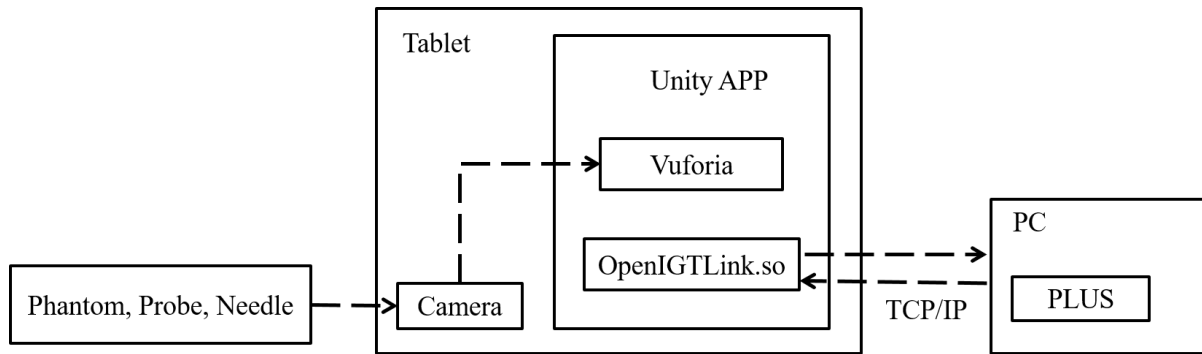 Tablet
Unity APP
Vuforia
OpenIGTLink.so
Camera
Phantom, Probe, Needle
TCP/IP
PC
PLUS